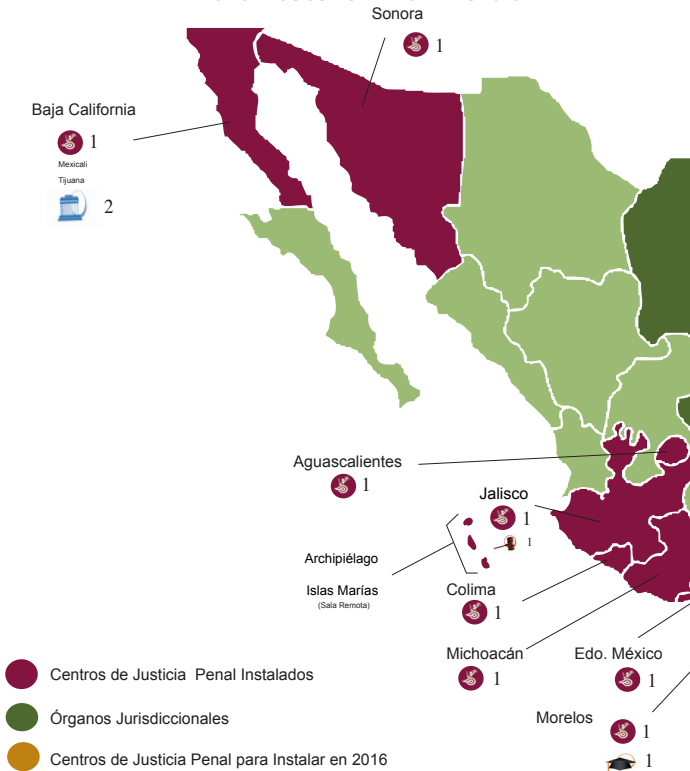 Sonora
1
Baja California
1
Mexicali
Tijuana
2
Aguascalientes
1
Jalisco
1
1
Archipiélago
Islas Marías
(Sala Remota)
Colima
1
Michoacán
1
Edo. México
1
Morelos
1
1
Centros de Justicia Penal Instalados
Órganos Jurisdiccionales
Centros de Justicia Penal para Instalar en 2016